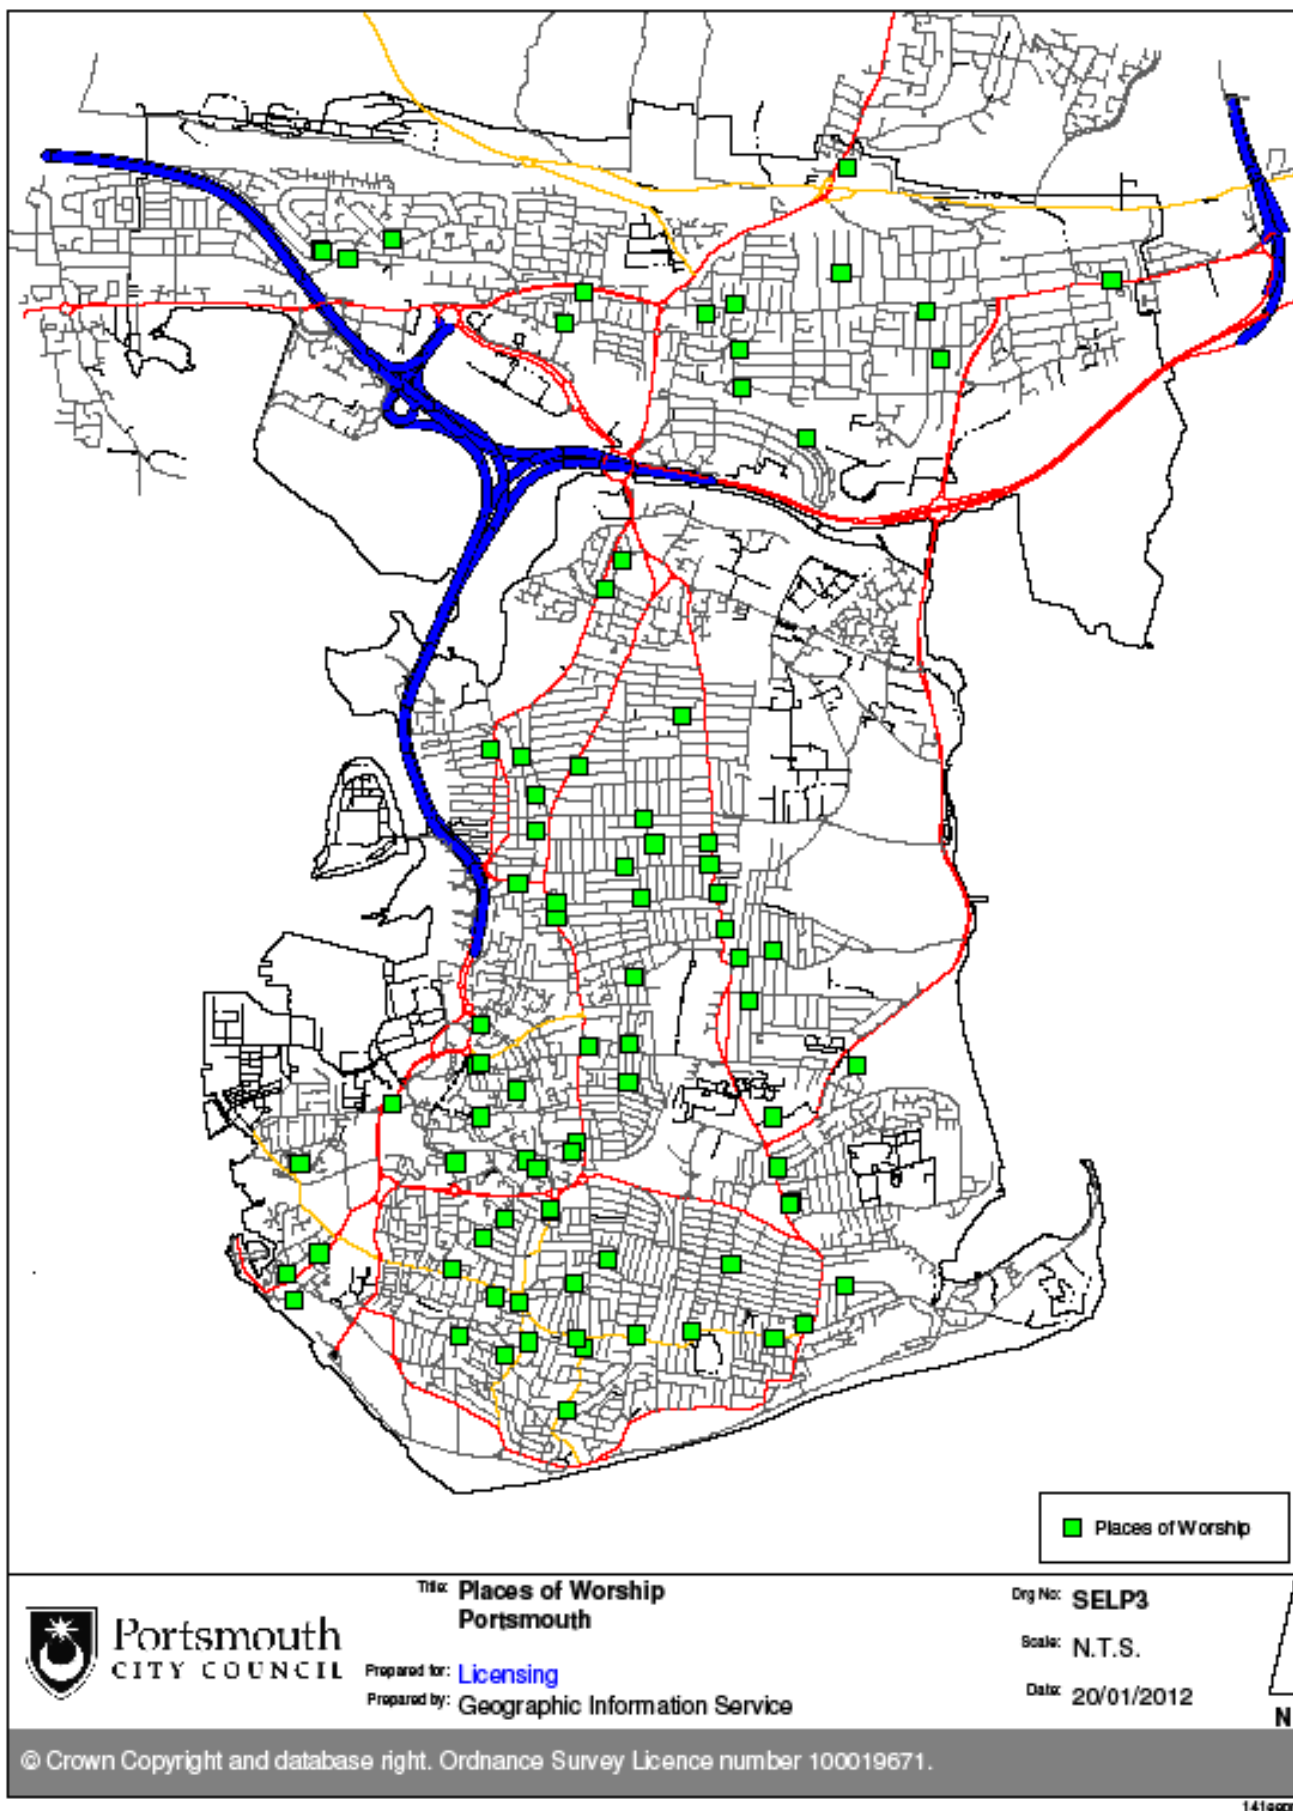 Places of Worship
Title: Places of Worship
Portsmouth
Drg No: SELP3
Portsmouth
CITY COUNCIL
Scale: N.T.S.
Prepared for: Licensing
Prepared by: Geographic Information Service
Date: 20/01/2012
N
© Crown Copyright and database right. Ordnance Survey Licence number 100019671.